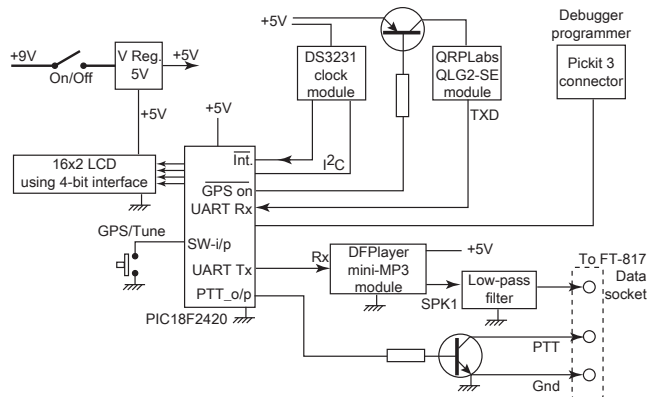 +9V
On/Off
V Reg.
5V
+5V
+5V
+5V
DS3231
clock
module
QRPLabs
QLG2-SE
module
TXD
Debugger
programmer
Pickit 3
connector
16x2 LCD
using 4-bit interface
+5V
Int.
I²C
GPS on
UART Rx
GPS/Tune
SW-i/p
UART Tx
PTT_o/p
PIC18F2420
Rx
DFPlayer
mini-MP3
module
+5V
SPK1
Low-pass
filter
To FT-817
Data
socket
PTT
Gnd